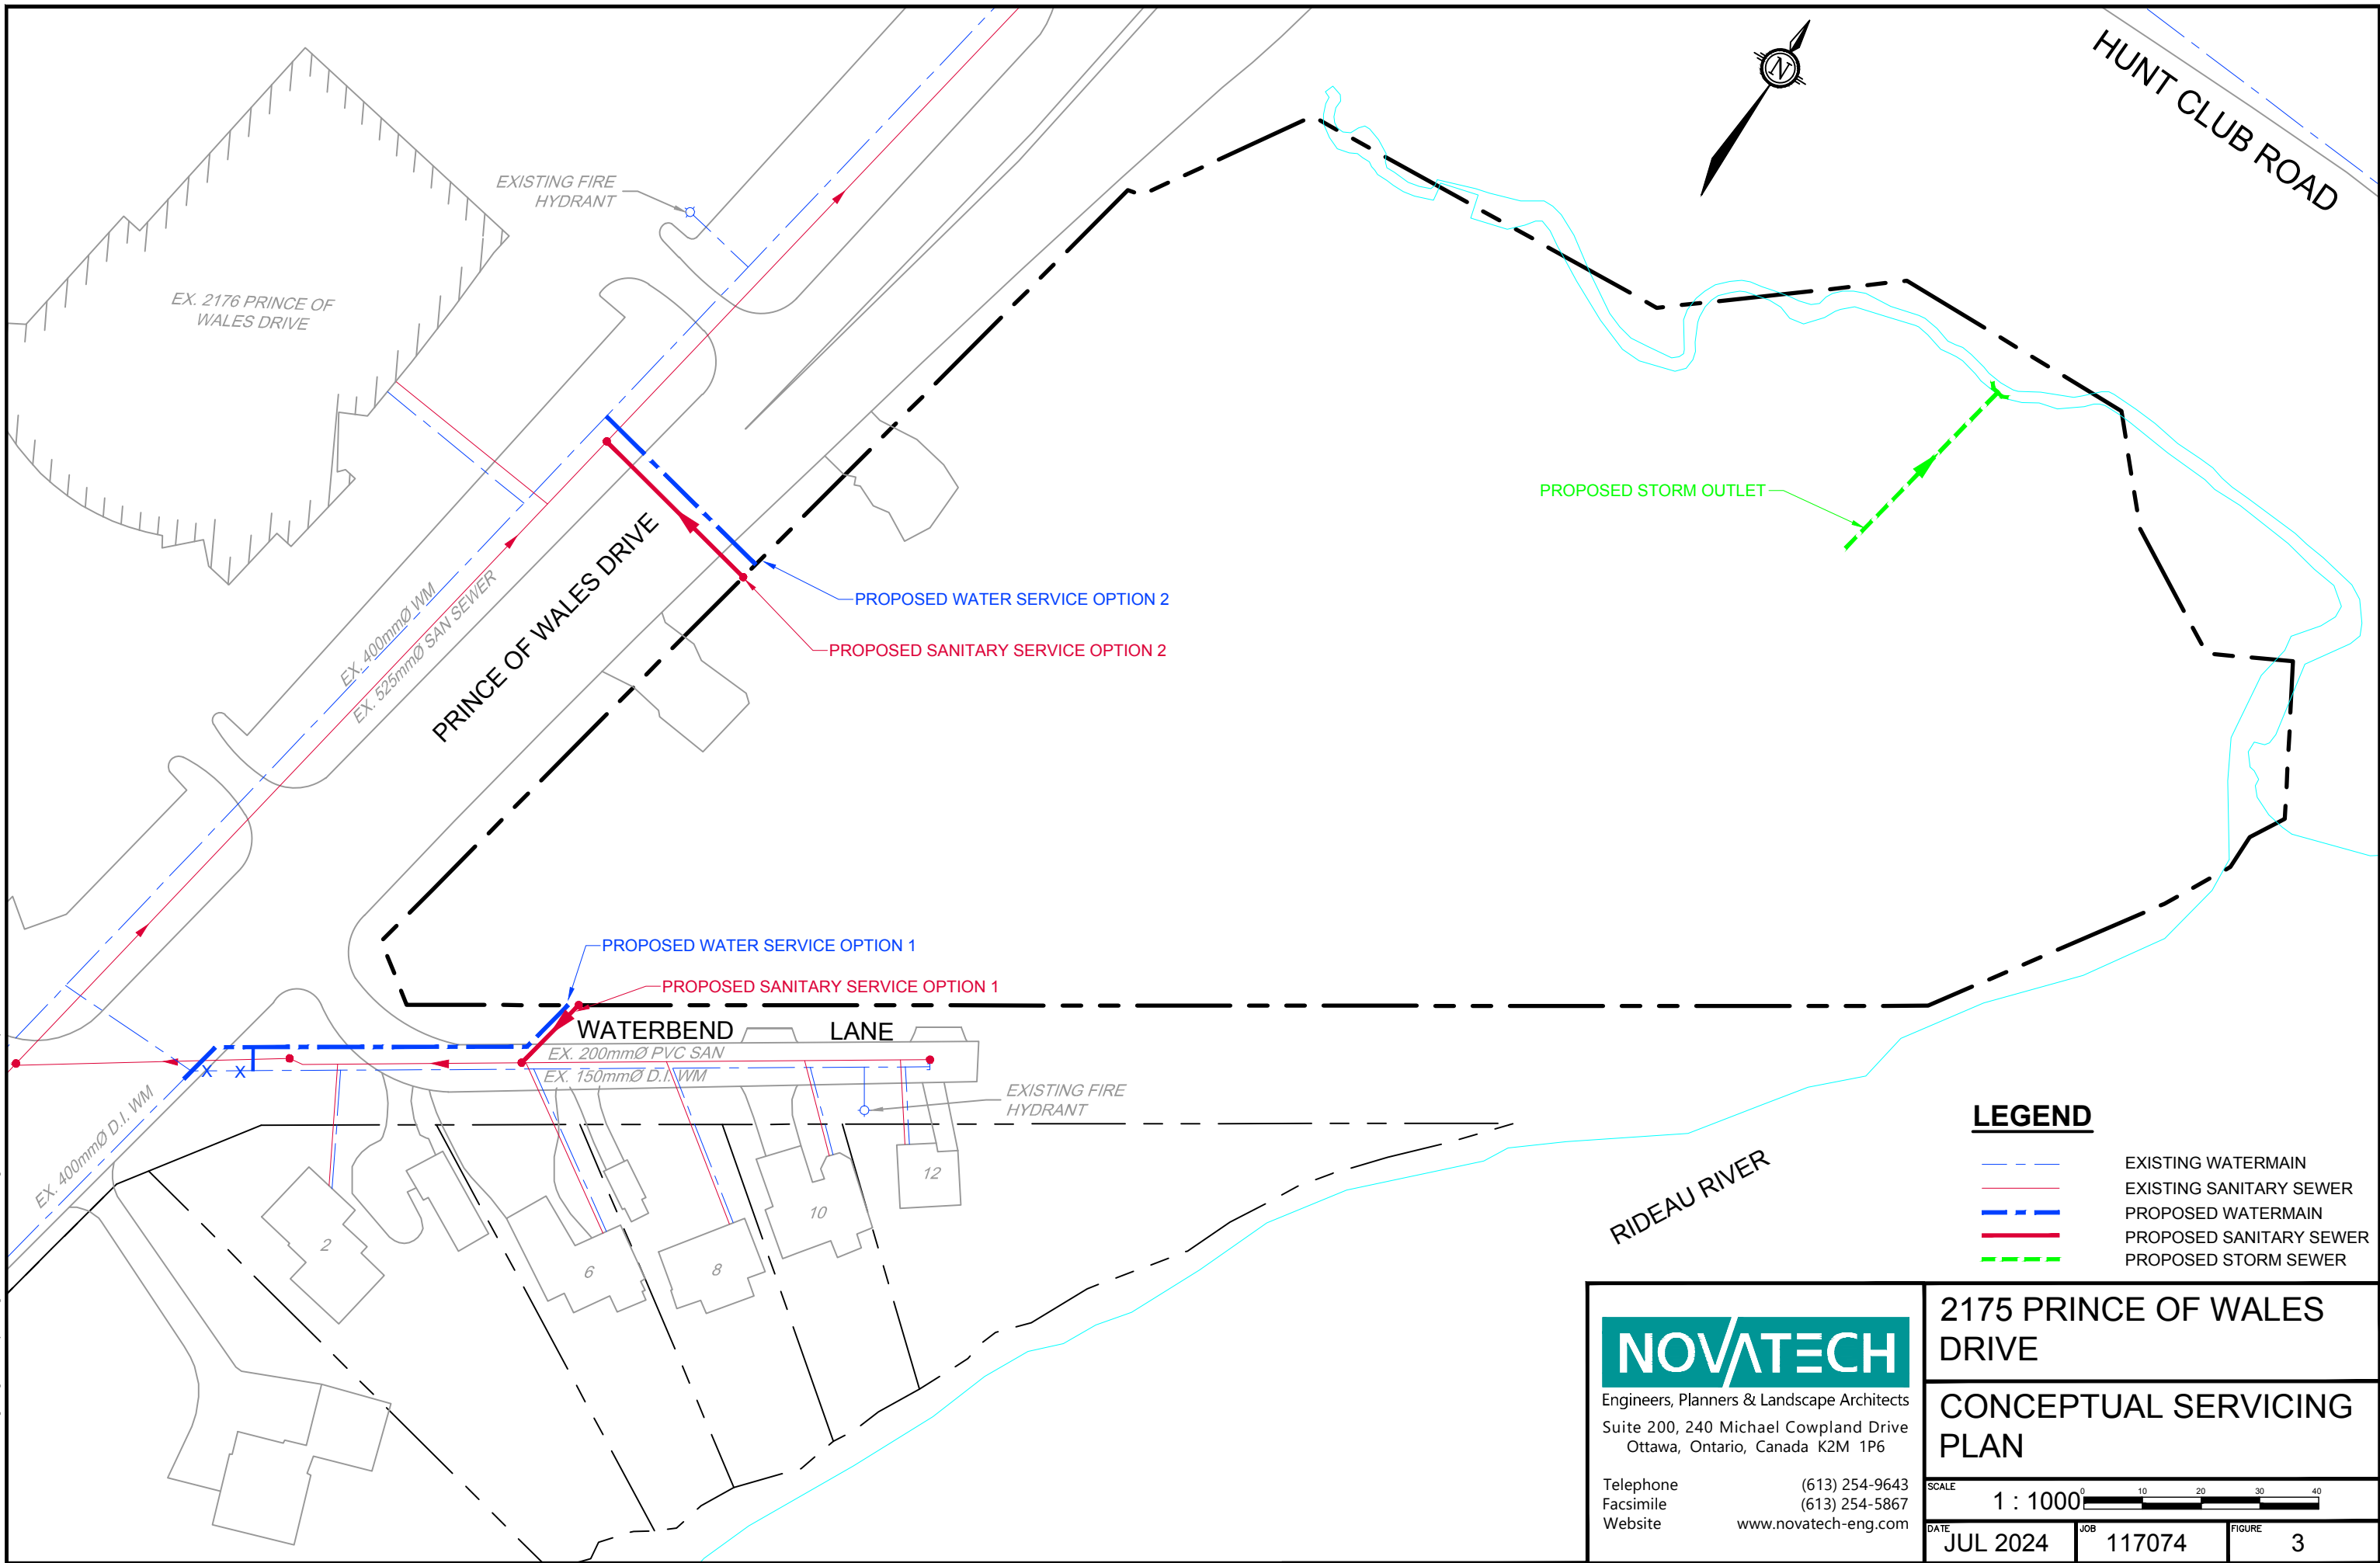 HUNT CLUB ROAD
N
EXISTING FIRE
HYDRANT
EX. 2176 PRINCE OF
WALES DRIVE
PROPOSED STORM OUTLET
EX. 400mmØ WM
EX. 525mmØ SAN SEWER
PRINCE OF WALES DRIVE
PROPOSED WATER SERVICE OPTION 2
PROPOSED SANITARY SERVICE OPTION 2
PROPOSED WATER SERVICE OPTION 1
PROPOSED SANITARY SERVICE OPTION 1
WATERBEND LANE
EX. 200mmØ PVC SAN
EX. 150mmØ D.I. WM
X X
EX. 400mmØ D.I. WM
EXISTING FIRE
HYDRANT
2
6
8
10
12
RIDEAU RIVER
LEGEND
EXISTING WATERMAIN
EXISTING SANITARY SEWER
PROPOSED WATERMAIN
PROPOSED SANITARY SEWER
PROPOSED STORM SEWER
NOVATECH
Engineers, Planners & Landscape Architects
Suite 200, 240 Michael Cowpland Drive
Ottawa, Ontario, Canada K2M 1P6
Telephone (613) 254-9643
Facsimile (613) 254-5867
Website www.novatech-eng.com
2175 PRINCE OF WALES
DRIVE
CONCEPTUAL SERVICING
PLAN
SCALE
1 : 1000
0 10 20 30 40
DATE JUL 2024
JOB 117074
FIGURE 3